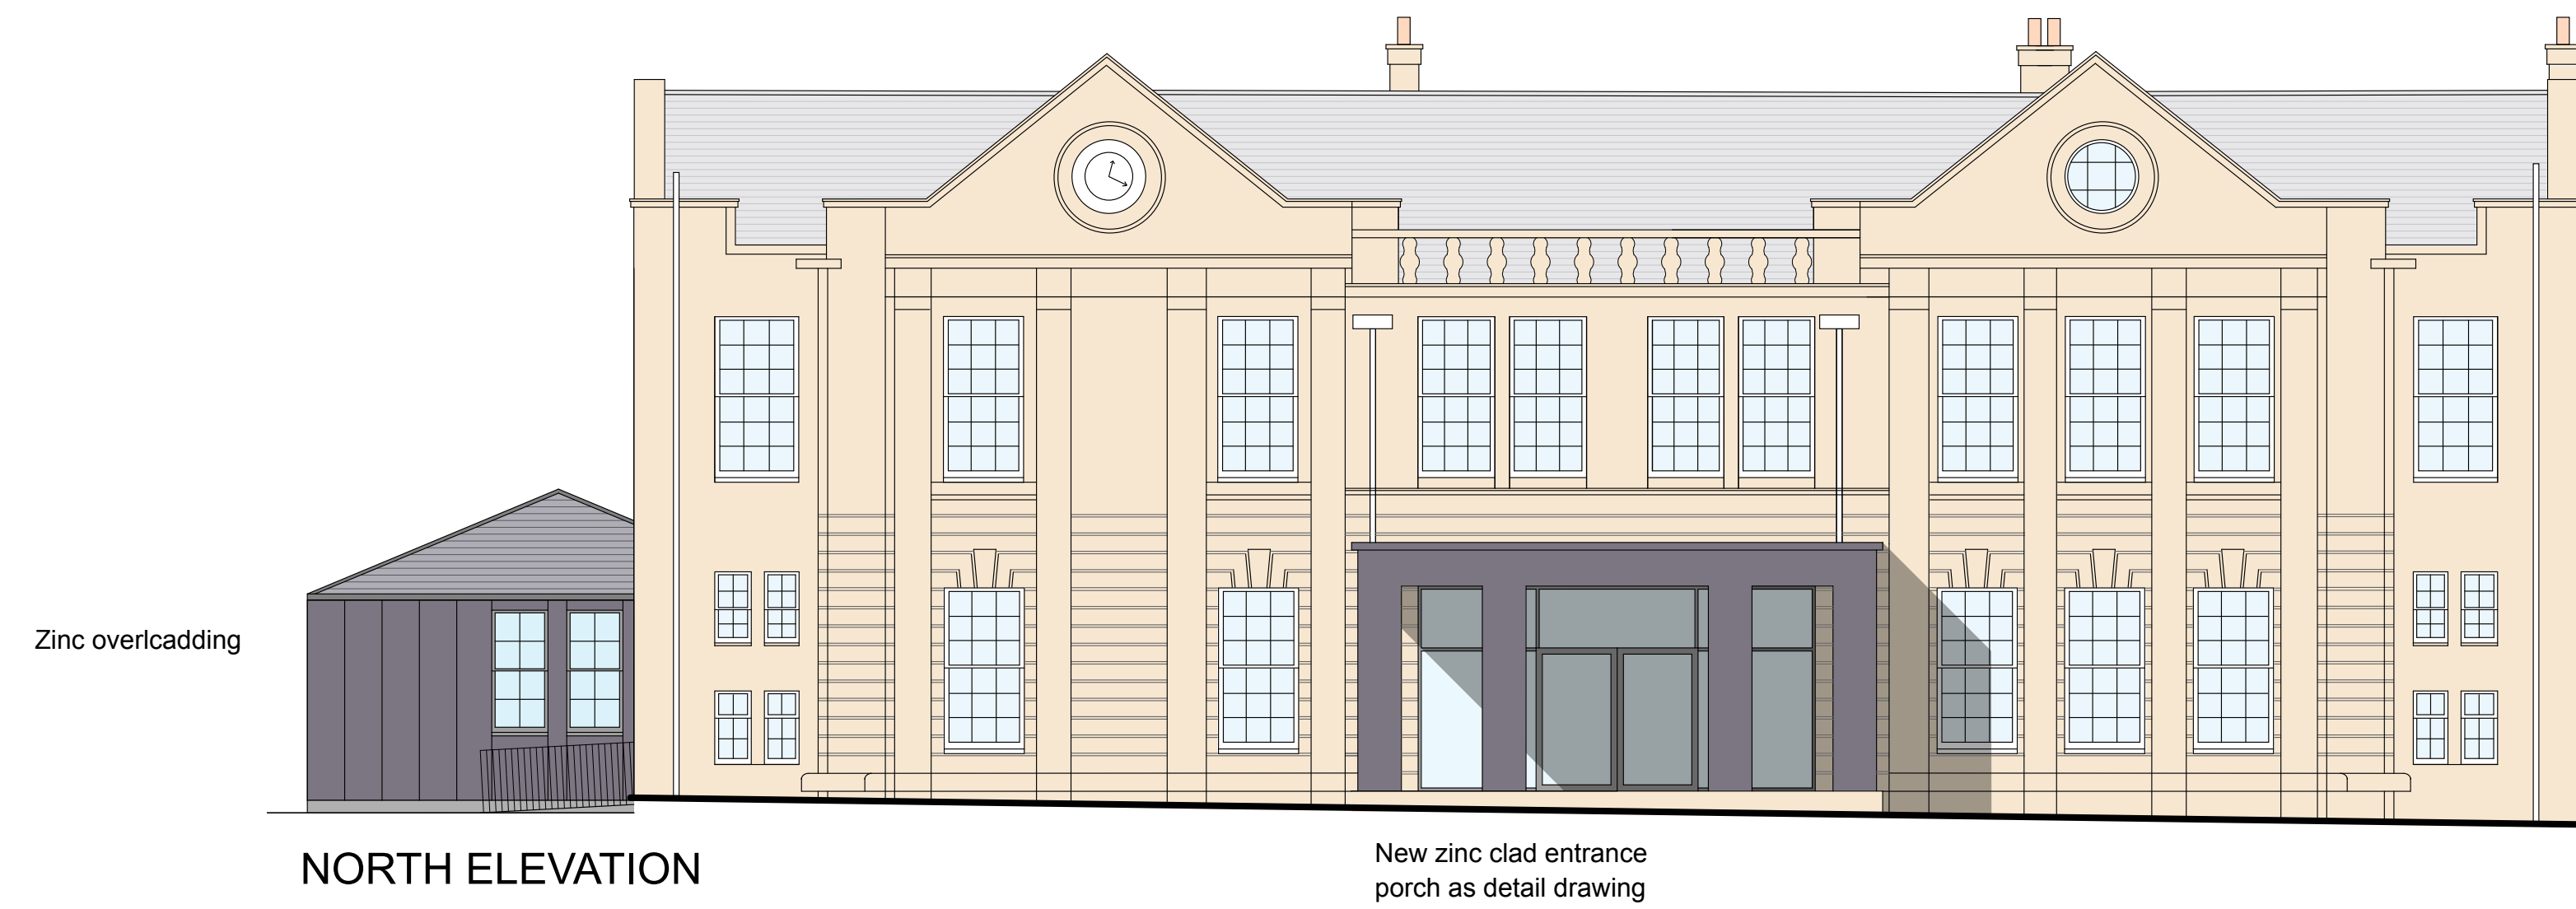 Zinc overlcadding
NORTH ELEVATION
New zinc clad entrance
porch as detail drawing